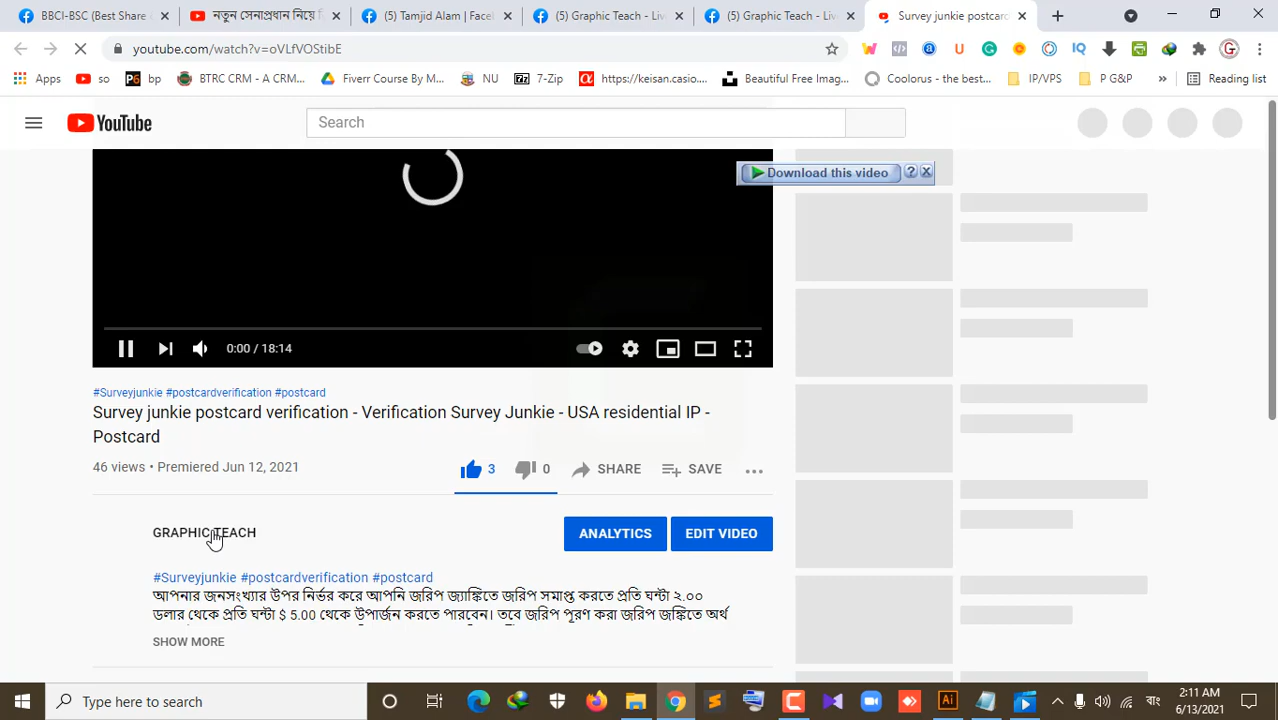 BBCI-BSC (Best Share
নতুন সেনাপ্রধান নিয়ে
(5) Tamjid Alam | Face
(5) Graphic Teach - Live
(5) Graphic Teach - Live
Survey junkie postcard
youtube.com/watch?v=oVLfVOStibE
Apps
so
bp
BTRC CRM - A CRM...
Fiverr Course By M...
NU
7-Zip
https://keisan.casio....
Beautiful Free Imag...
Coolorus - the best...
IP/VPS
P G&P
»
Reading list
YouTube
Search
Download this video
0:00 / 18:14
#Surveyjunkie #postcardverification #postcard
Survey junkie postcard verification - Verification Survey Junkie - USA residential IP -
Postcard
46 views • Premiered Jun 12, 2021
3
0
SHARE
SAVE
GRAPHIC TEACH
ANALYTICS
EDIT VIDEO
#Surveyjunkie #postcardverification #postcard
আপনার জনসংখ্যার উপর নির্ভর করে আপনি জরিপ জ্যাঙ্কিতে জরিপ সমাপ্ত করতে প্রতি ঘন্টা ২.০০
ডলার থেকে প্রতি ঘন্টা $ 5.00 থেকে উপার্জন করতে পারবেন। তবে জরিপ পূরণ করা জরিপ জঙ্কিতে অর্থ
SHOW MORE
Type here to search
বাং
2:11 AM
6/13/2021